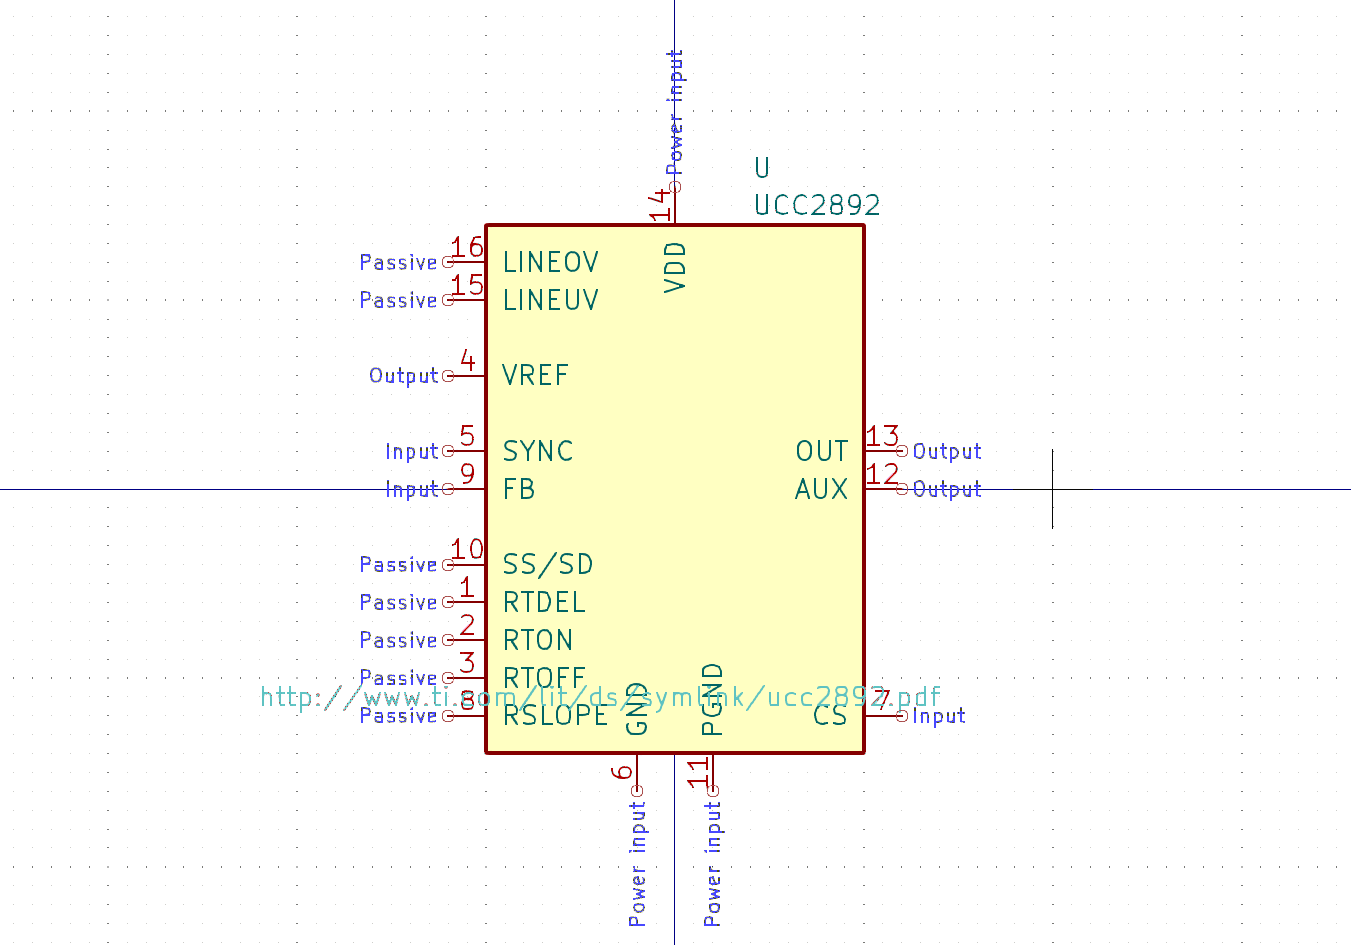 Power input
14
U
UCC2892
VDD
Passive 16 LINEOV
Passive 15 LINEUV
Output 4 VREF
Input 5 SYNC
OUT 13 Output
Input 9 FB
AUX 12 Output
Passive 10 SS/SD
Passive 1 RTDEL
Passive 2 RTON
Passive 3 RTOFF
http://www.ti.com/lit/ds/symlink/ucc2892.pdf
Passive 8 RSLOPE
GND
PGND
CS 7 Input
6
11
Power input
Power input